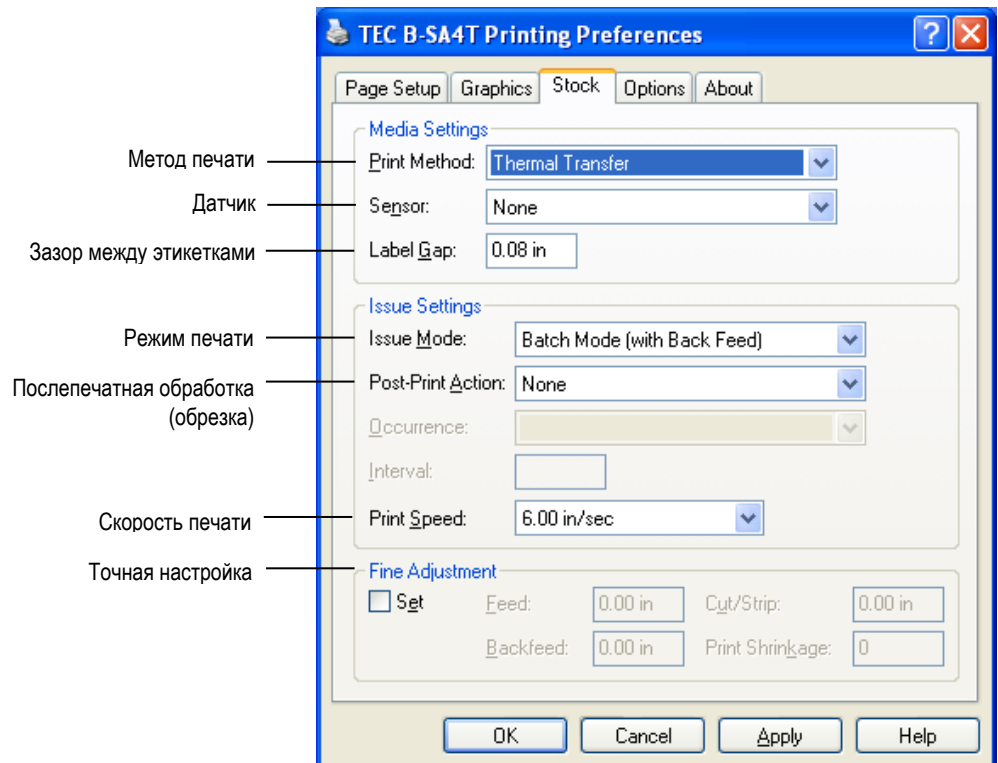 TEC B-SA4T Printing Preferences
Page Setup Graphics Stock Options About
Media Settings
Метод печати Print Method: Thermal Transfer
Датчик Sensor: None
Зазор между этикетками Label Gap: 0.08 in
Issue Settings
Режим печати Issue Mode: Batch Mode (with Back Feed)
Послепечатная обработка Post-Print Action: None
(обрезка)
Occurrence:
Interval:
Скорость печати Print Speed: 6.00 in/sec
Точная настройка Fine Adjustment
Set Feed: 0.00 in Cut/Strip: 0.00 in
Backfeed: 0.00 in Print Shrinkage: 0
OK Cancel Apply Help